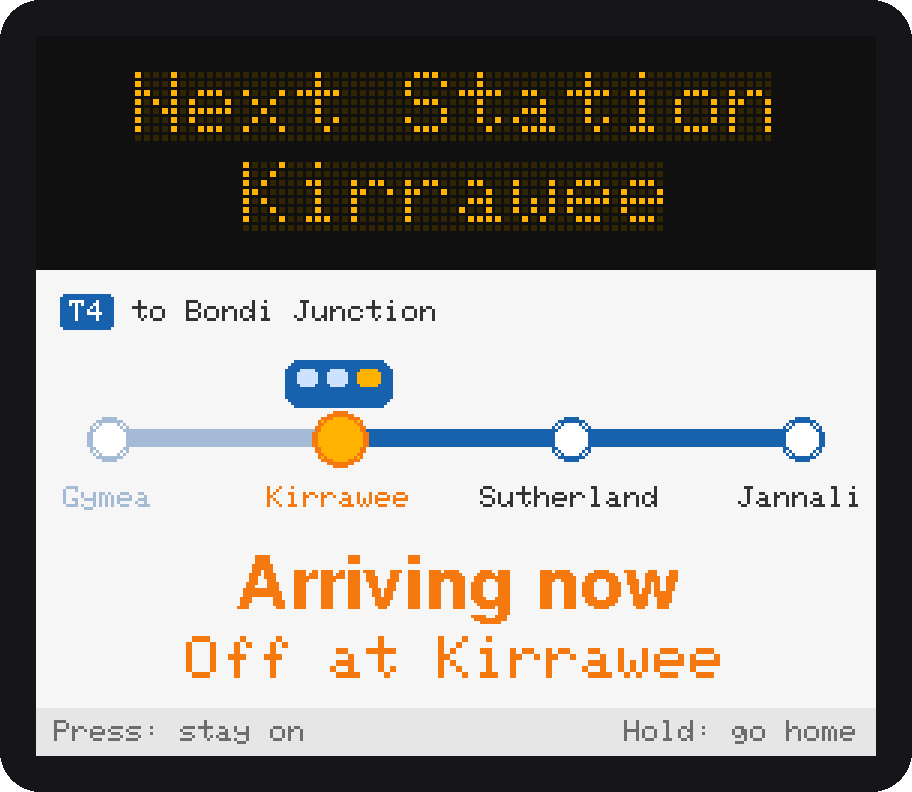 Next Station
Kirrawee
T4 to Bondi Junction
Gymea Kirrawee Sutherland Jannali
Arriving now
Off at Kirrawee
Press: stay on Hold: go home